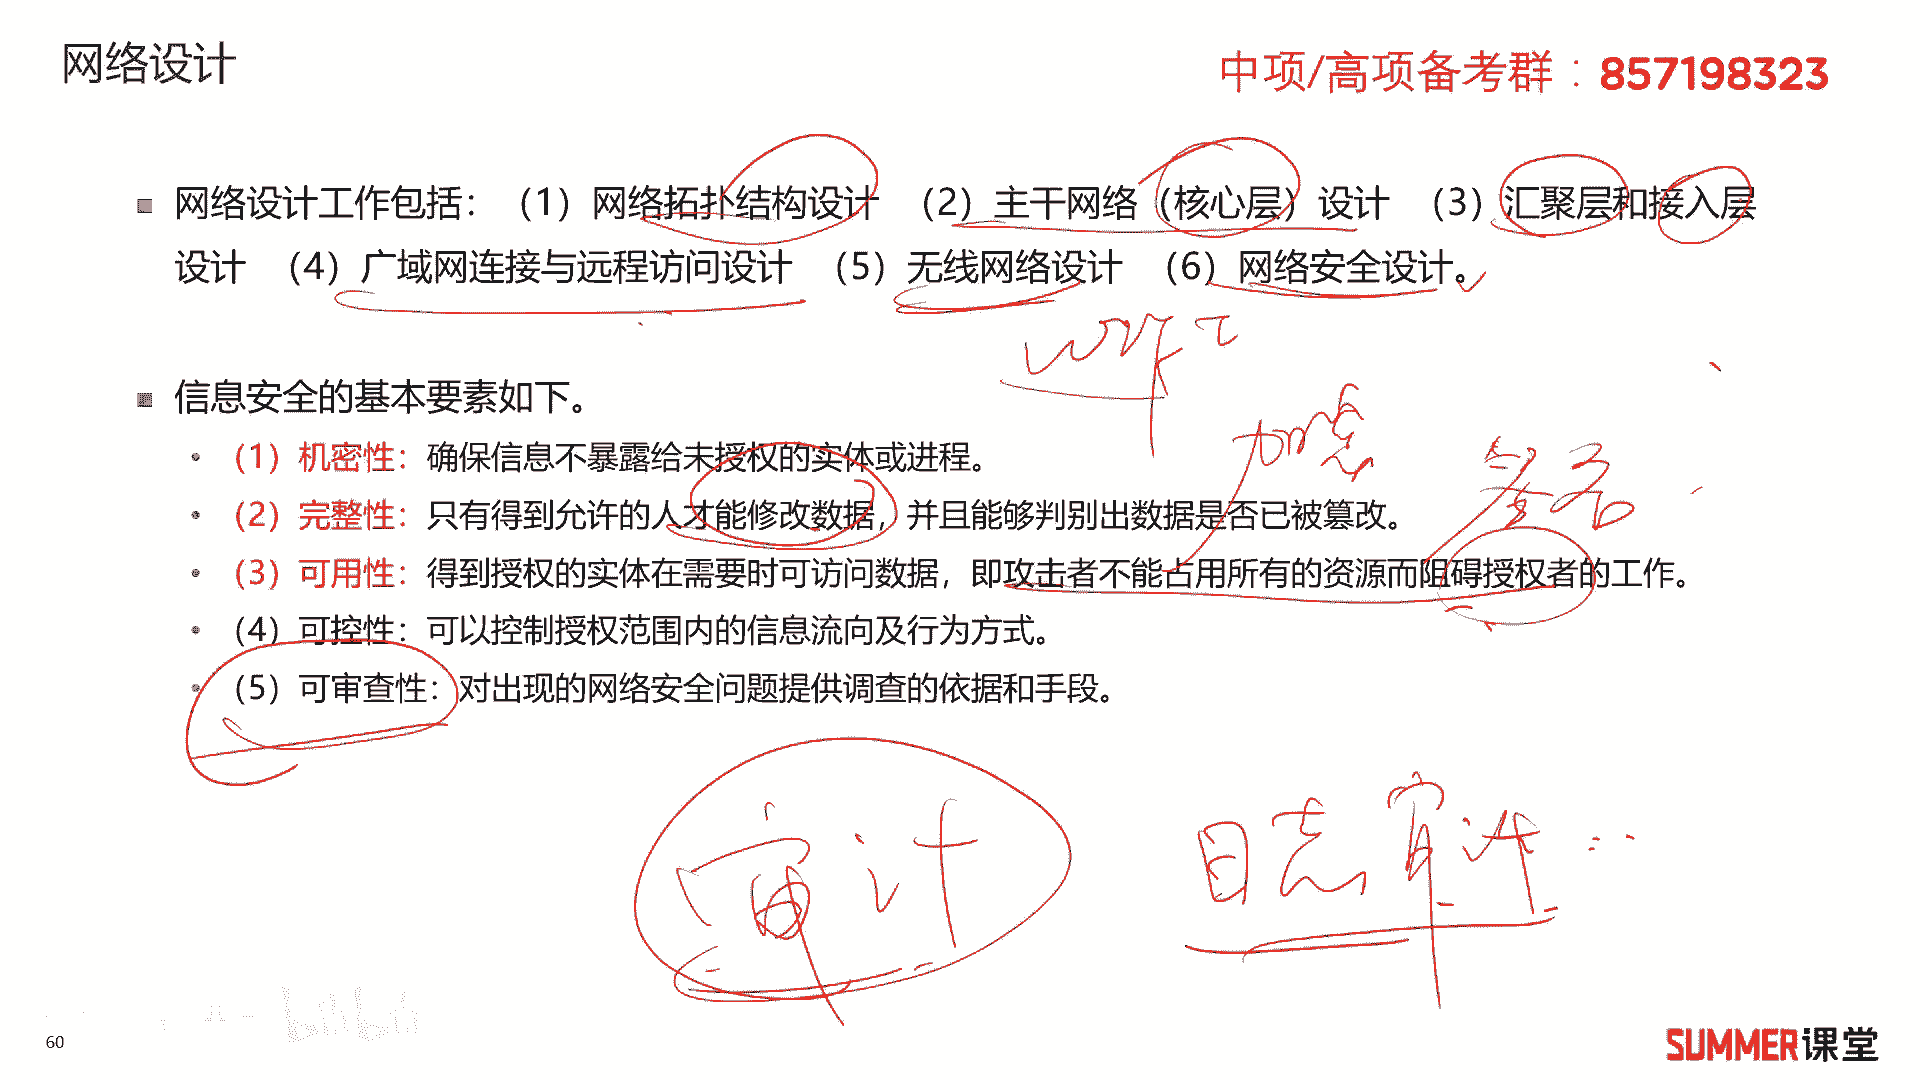 网络设计
中项/高项备考群：857198323
网络设计工作包括：（1）网络拓扑结构设计 （2）主干网络（核心层）设计 （3）汇聚层和接入层
设计 （4）广域网连接与远程访问设计 （5）无线网络设计 （6）网络安全设计。
信息安全的基本要素如下。
（1）机密性：确保信息不暴露给未授权的实体或进程。
（2）完整性：只有得到允许的人才能修改数据，并且能够判别出数据是否已被篡改。
（3）可用性：得到授权的实体在需要时可访问数据，即攻击者不能占用所有的资源而阻碍授权者的工作。
（4）可控性：可以控制授权范围内的信息流向及行为方式。
（5）可审查性：对出现的网络安全问题提供调查的依据和手段。
审计
日志审计
60
SUMMER课堂